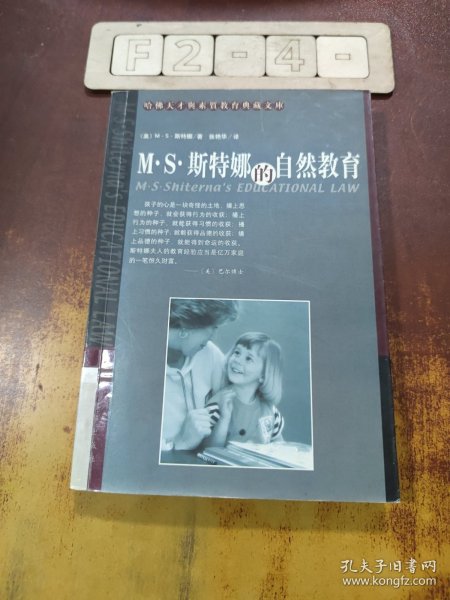 F2-4-
哈佛天才與素質教育典藏文庫
(美) M·S·斯特娜/著 张艳华/译
M·S·斯特娜的自然教育
M·S·Shiterna's EDUCATIONAL LAW
孩子的心是一块奇怪的土地，播上思
想的种子，就会获得行为的收获；播上
行为的种子，就能获得习惯的收获；播
上习惯的种子，就能获得品德的收获；播
上品德的种子，就能得到命运的收获。
斯特娜夫人的教育经验应当是亿万家庭
的一笔恒久财富。
——(美) 巴尔博士
孔夫子旧书网
www.kongfz.com